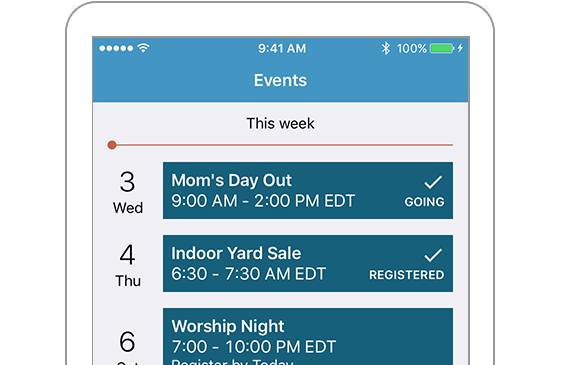 9:41 AM
100%
Events
This week
3
Wed
Mom's Day Out
9:00 AM - 2:00 PM EDT
GOING
4
Thu
Indoor Yard Sale
6:30 - 7:30 AM EDT
REGISTERED
6
Worship Night
7:00 - 10:00 PM EDT
Register by Today